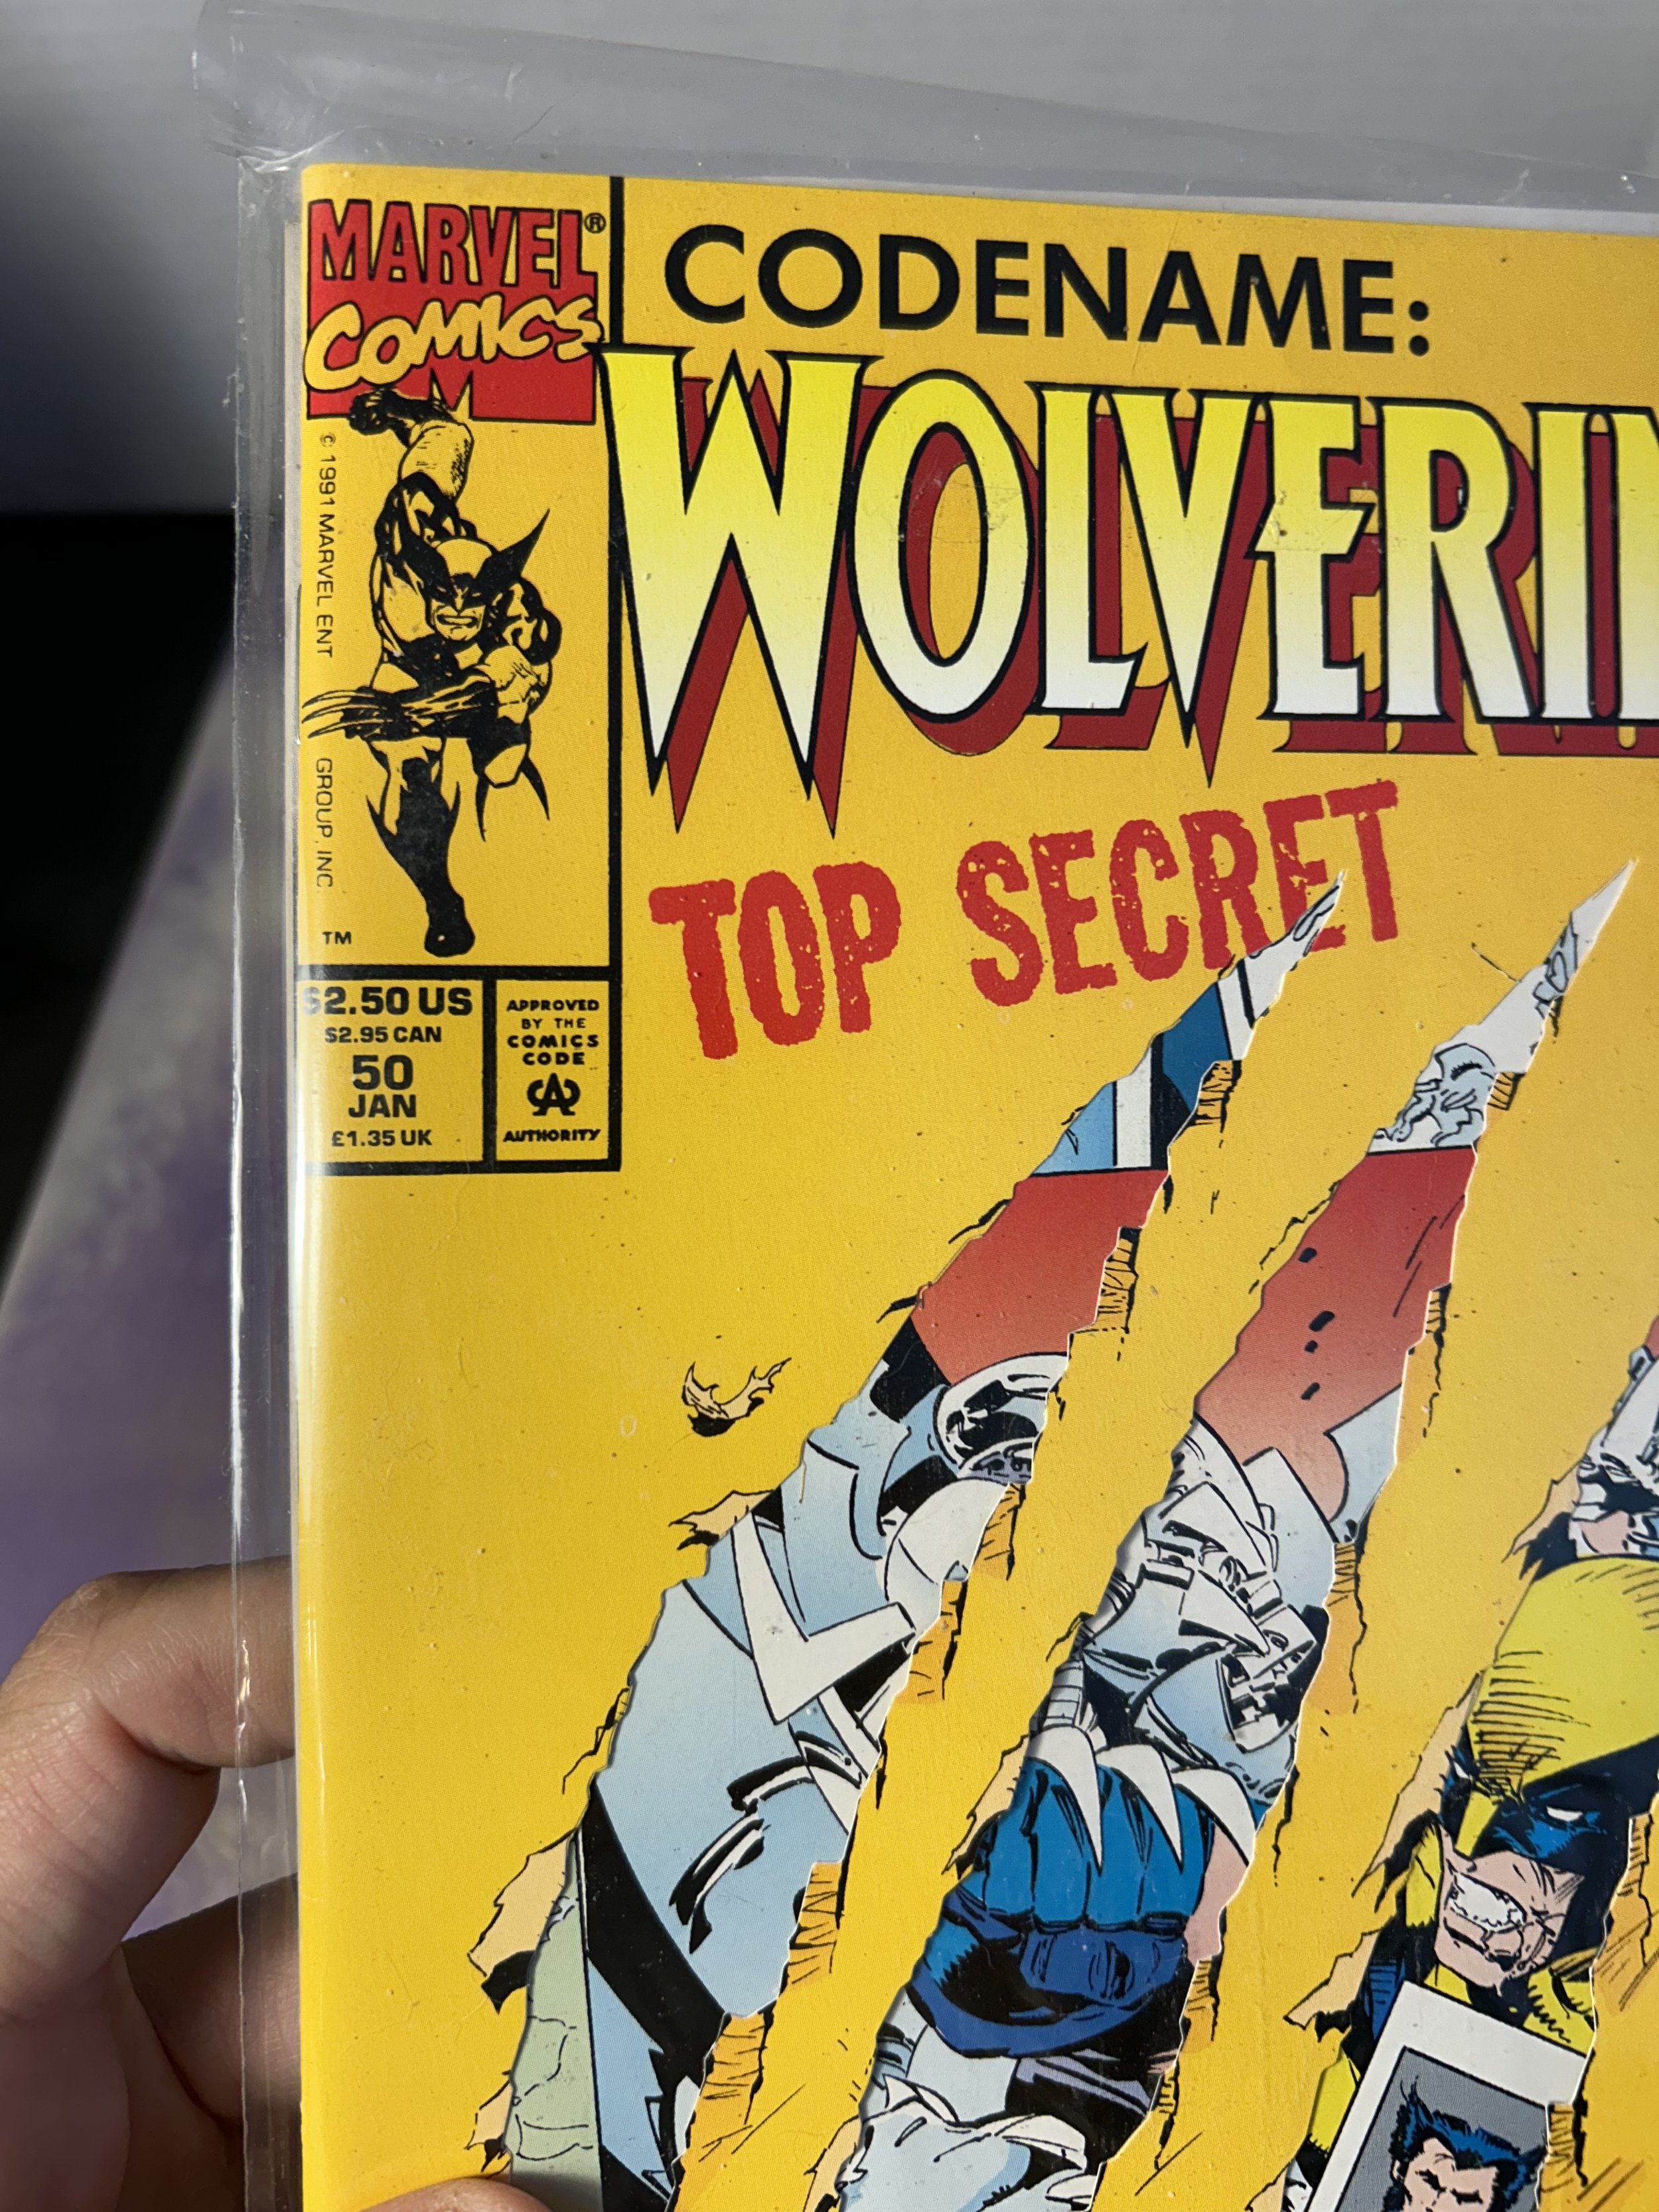 MARVEL®
COMICS
© 1991 MARVEL ENT GROUP, INC
TM
$2.50 US
$2.95 CAN
50
JAN
£1.35 UK
APPROVED
BY THE
COMICS
CODE
CA
AUTHORITY
CODENAME:
WOLVERIN
TOP SECRET